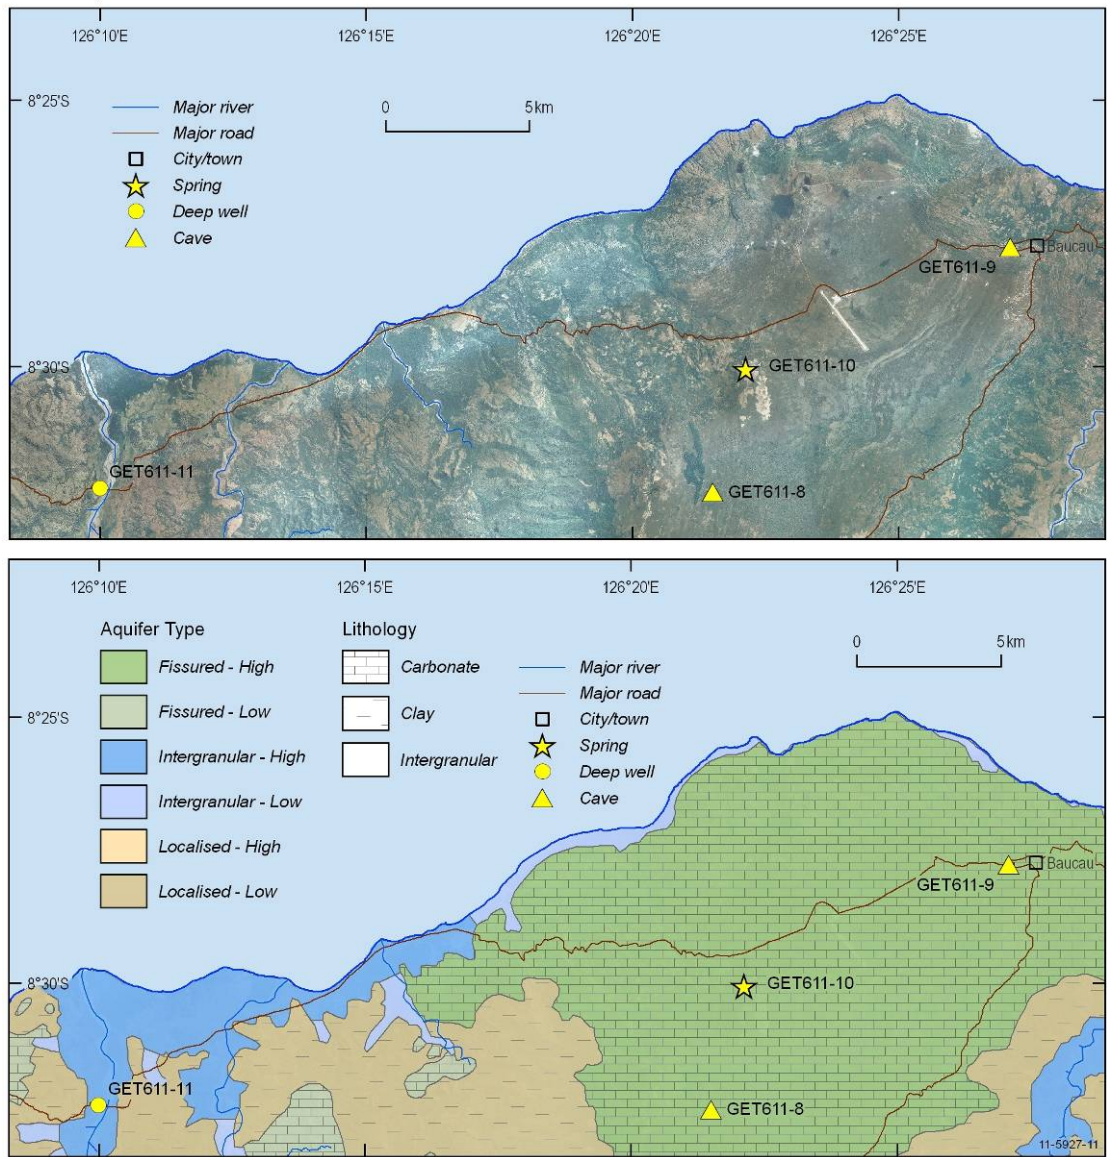 126°10'E 126°15'E 126°20'E 126°25'E
8°25'S
Major river
Major road
City/town
Spring
Deep well
Cave
0 5km
GET611-9 Baucau
8°30'S
GET611-10
GET611-11
GET611-8
126°10'E 126°15'E 126°20'E 126°25'E
Aquifer Type
Fissured - High
Fissured - Low
Intergranular - High
Intergranular - Low
Localised - High
Localised - Low
Lithology
Carbonate
Clay
Intergranular
Major river
Major road
City/town
Spring
Deep well
Cave
0 5km
8°25'S
GET611-9 Baucau
8°30'S
GET611-10
GET611-11
GET611-8
11-5927-11